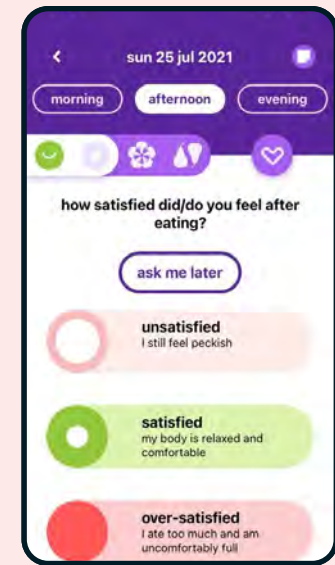 sun 25 jul 2021
morning
afternoon
evening
how satisfied did/do you feel after
eating?
ask me later
unsatisfied
I still feel peckish
satisfied
my body is relaxed and
comfortable
over-satisfied
I ate too much and am
uncomfortably full